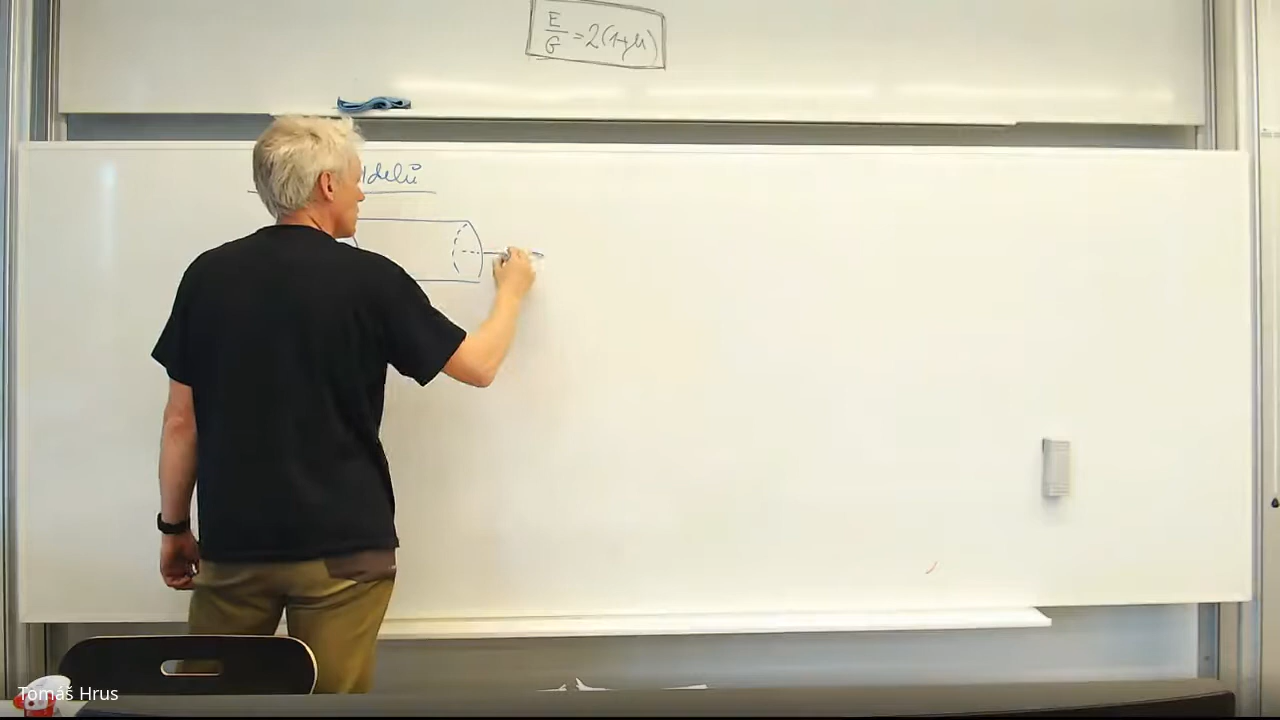 E/G = 2(1+μ)
Tomáš Hrus